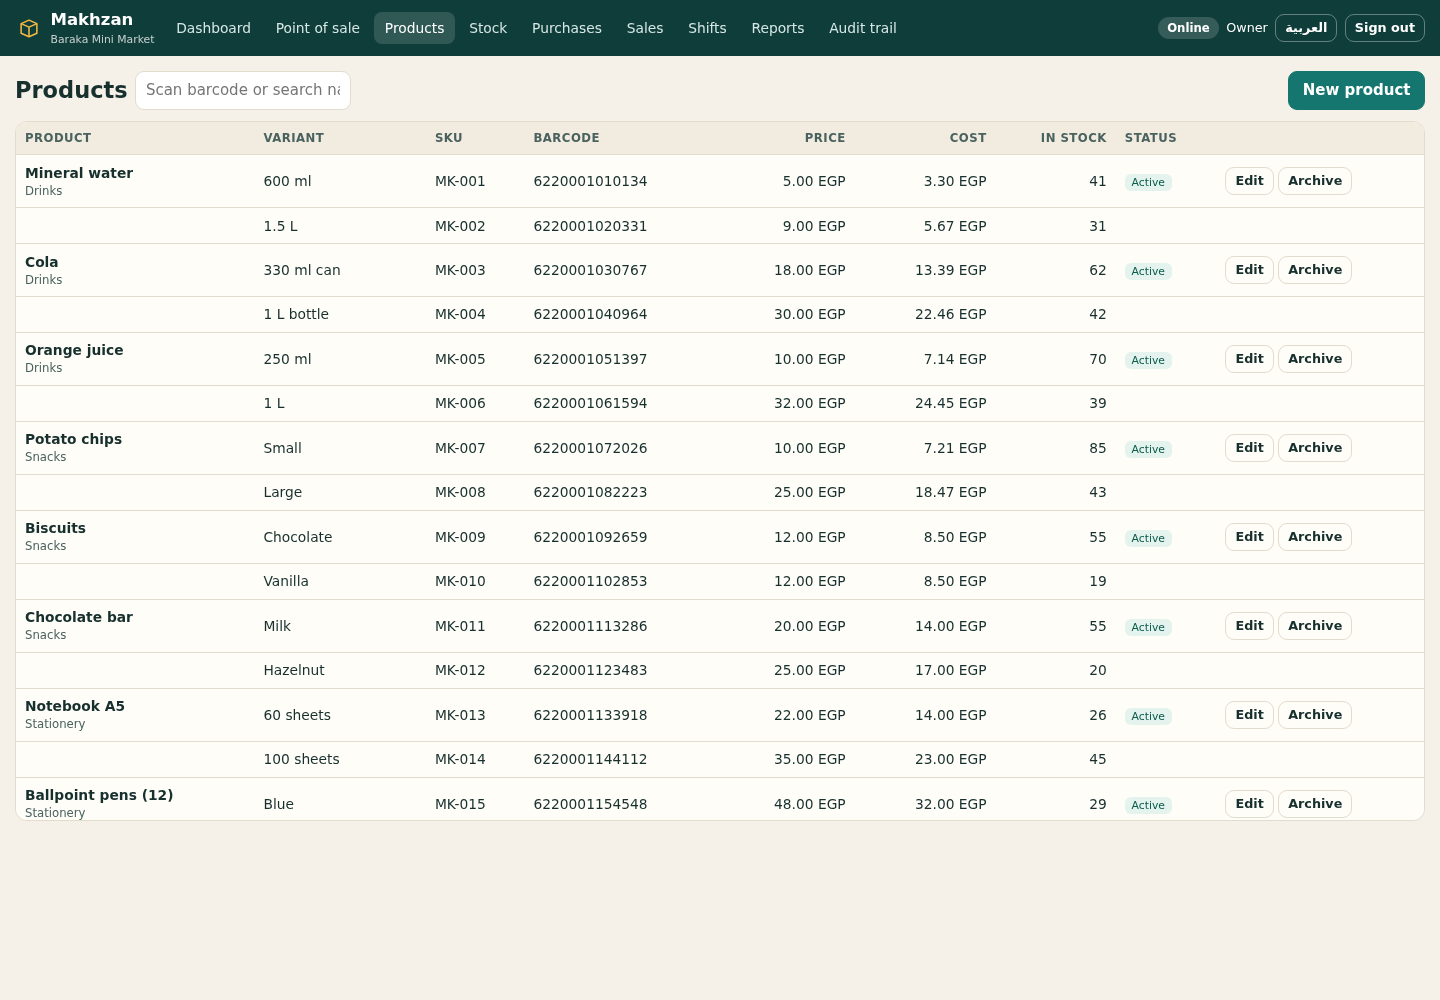 Makhzan
Baraka Mini Market
Dashboard Point of sale Products Stock Purchases Sales Shifts Reports Audit trail
Online Owner العربية Sign out
Products Scan barcode or search na New product
PRODUCT VARIANT SKU BARCODE PRICE COST IN STOCK STATUS
Mineral water
Drinks
600 ml MK-001 6220001010134 5.00 EGP 3.30 EGP 41 Active Edit Archive
1.5 L MK-002 6220001020331 9.00 EGP 5.67 EGP 31
Cola
Drinks
330 ml can MK-003 6220001030767 18.00 EGP 13.39 EGP 62 Active Edit Archive
1 L bottle MK-004 6220001040964 30.00 EGP 22.46 EGP 42
Orange juice
Drinks
250 ml MK-005 6220001051397 10.00 EGP 7.14 EGP 70 Active Edit Archive
1 L MK-006 6220001061594 32.00 EGP 24.45 EGP 39
Potato chips
Snacks
Small MK-007 6220001072026 10.00 EGP 7.21 EGP 85 Active Edit Archive
Large MK-008 6220001082223 25.00 EGP 18.47 EGP 43
Biscuits
Snacks
Chocolate MK-009 6220001092659 12.00 EGP 8.50 EGP 55 Active Edit Archive
Vanilla MK-010 6220001102853 12.00 EGP 8.50 EGP 19
Chocolate bar
Snacks
Milk MK-011 6220001113286 20.00 EGP 14.00 EGP 55 Active Edit Archive
Hazelnut MK-012 6220001123483 25.00 EGP 17.00 EGP 20
Notebook A5
Stationery
60 sheets MK-013 6220001133918 22.00 EGP 14.00 EGP 26 Active Edit Archive
100 sheets MK-014 6220001144112 35.00 EGP 23.00 EGP 45
Ballpoint pens (12)
Stationery
Blue MK-015 6220001154548 48.00 EGP 32.00 EGP 29 Active Edit Archive